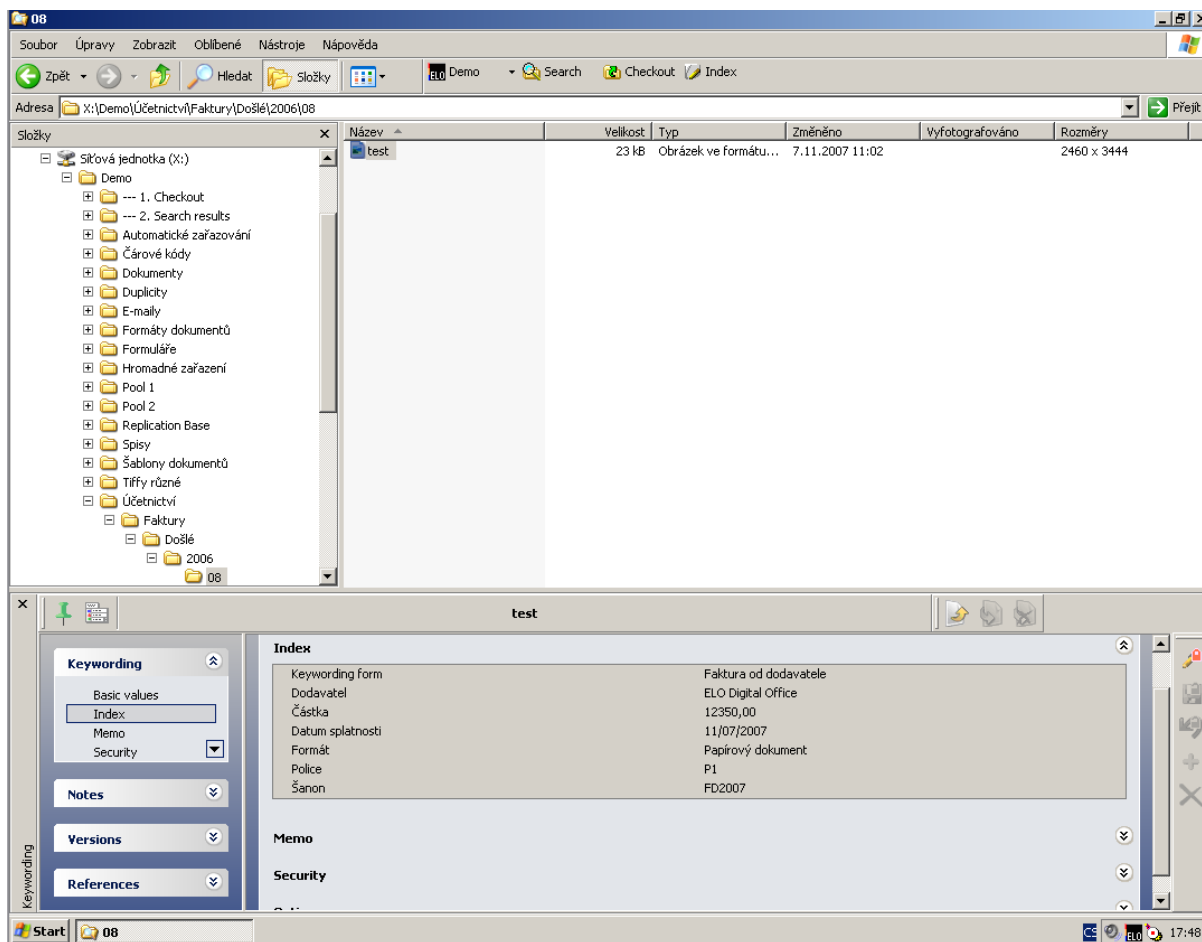 08
Soubor Úpravy Zobrazit Oblíbené Nástroje Nápověda
Zpět Hledat Složky ELO Demo Search Checkout Index
Adresa X:\Demo\Účetnictví\Faktury\Došlé\2006\08 Přejít
Složky Název Velikost Typ Změněno Vyfotografováno Rozměry
test 23 kB Obrázek ve formátu... 7.11.2007 11:02 2460 x 3444
Síťová jednotka (X:)
Demo
--- 1. Checkout
--- 2. Search results
Automatické zařazování
Čárové kódy
Dokumenty
Duplicity
E-maily
Formáty dokumentů
Formuláře
Hromadné zařazení
Pool 1
Pool 2
Replication Base
Spisy
Šablony dokumentů
Tiffy různé
Účetnictví
Faktury
Došlé
2006
08
test
Keywording
Basic values
Index
Memo
Security
Notes
Versions
References
Keywording
Index
Keywording form Faktura od dodavatele
Dodavatel ELO Digital Office
Částka 12350,00
Datum splatnosti 11/07/2007
Formát Papírový dokument
Police P1
Šanon FD2007
Memo
Security
Start 08 CS ELO 17:48